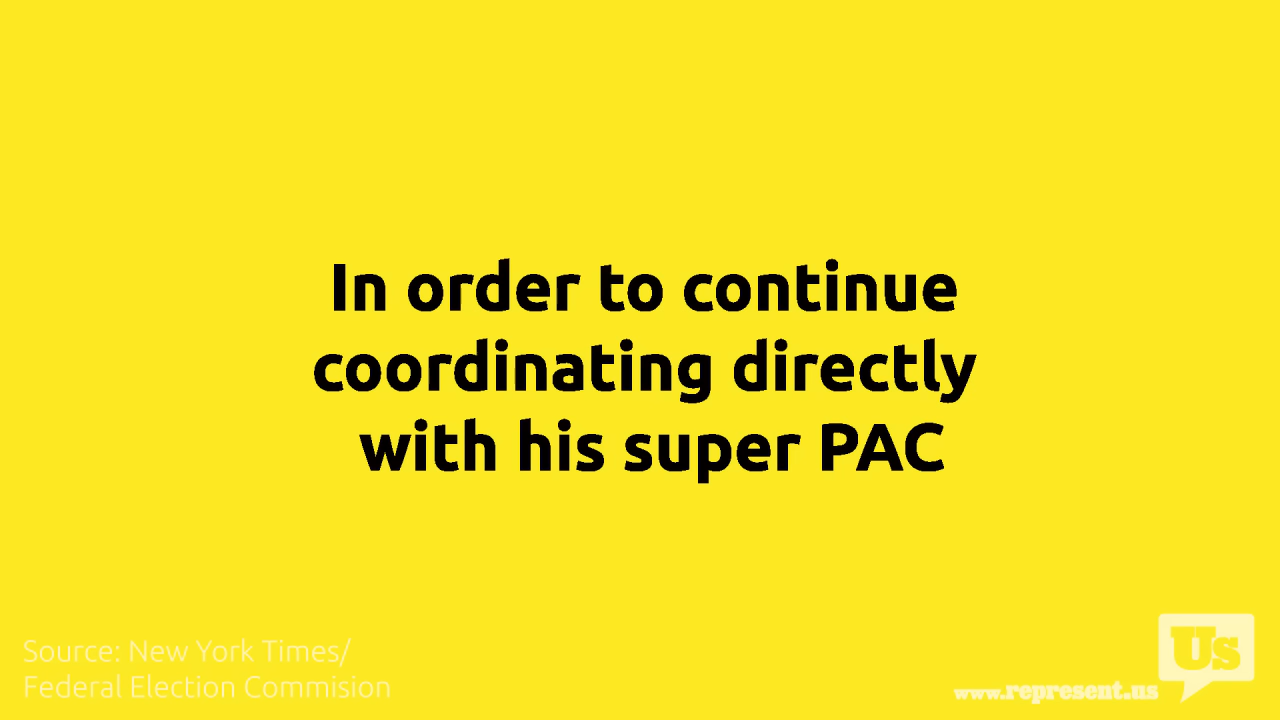 In order to continue
coordinating directly
with his super PAC
Source: New York Times/
Federal Election Commision
Us
www.represent.us